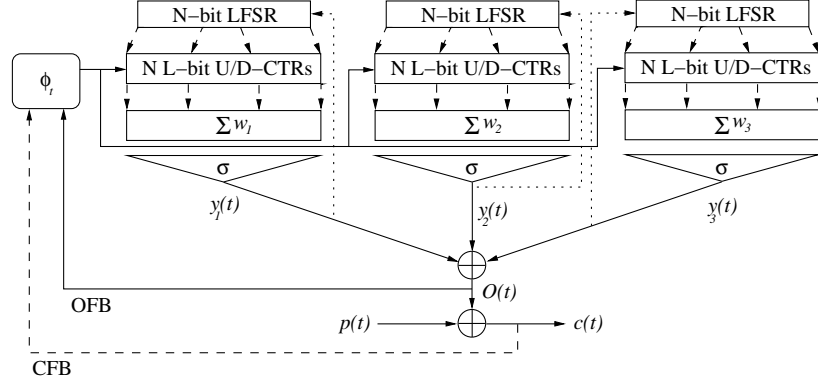 N−bit LFSR
N−bit LFSR
N−bit LFSR
N L−bit U/D−CTRs
N L−bit U/D−CTRs
N L−bit U/D−CTRs
ϕt
Σ w1
Σ w2
Σ w3
σ
σ
σ
y1(t)
y2(t)
y3(t)
OFB
O(t)
p(t)
c(t)
CFB